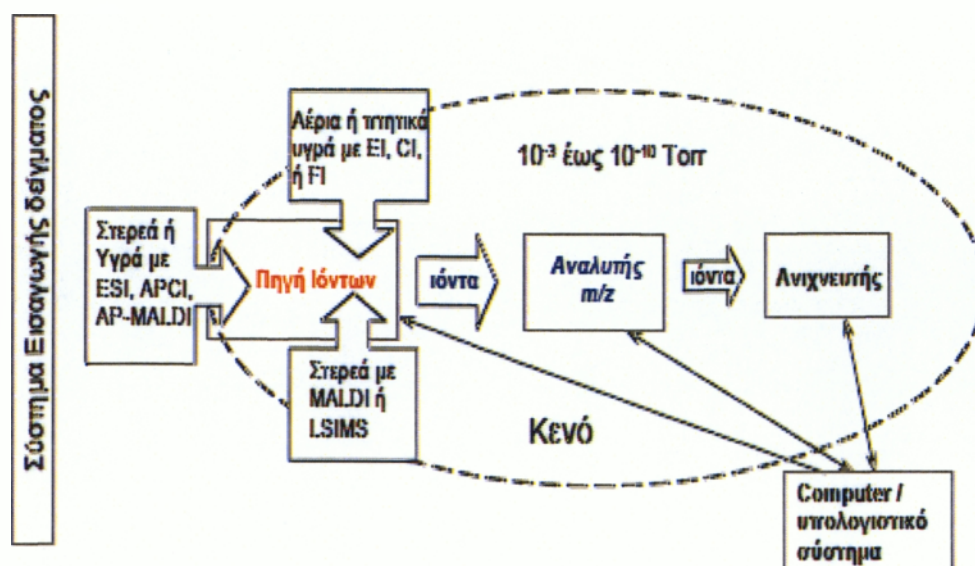 Σύστημα Εισαγωγής δείγματος
Αέρια ή πτητικά
υγρά με EI, CI,
ή FI
10⁻³ έως 10⁻¹⁰ Torr
Στερεά ή
Υγρά με
ESI, APCI,
AP-MALDI
Πηγή Ιόντων
ιόντα
Αναλυτής
m/z
ιόντα
Ανιχνευτής
Στερεά με
MALDI ή
LSIMS
Κενό
Computer /
υπολογιστικό
σύστημα